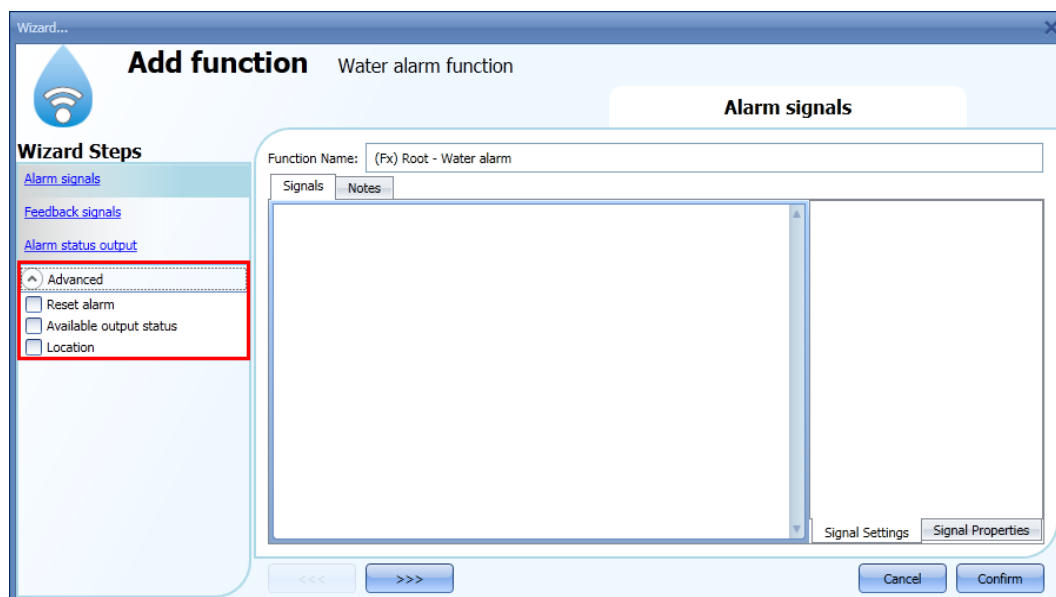 Wizard...
Add function Water alarm function
Alarm signals
Wizard Steps
Alarm signals
Feedback signals
Alarm status output
Advanced
Reset alarm
Available output status
Location
Function Name: (Fx) Root - Water alarm
Signals Notes
Signal Settings Signal Properties
<<< >>> Cancel Confirm